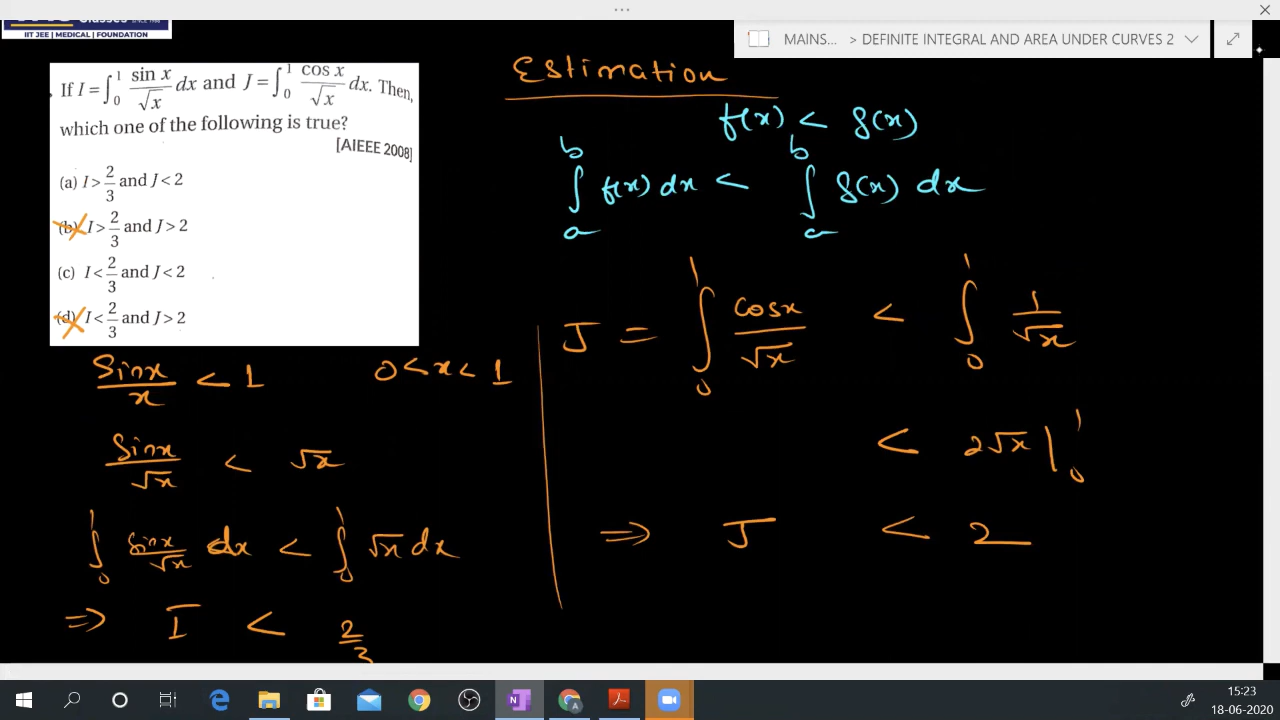 Classes SINCE 1988
IIT JEE | MEDICAL | FOUNDATION
MAINS... > DEFINITE INTEGRAL AND AREA UNDER CURVES 2
If I = ∫₀¹ sin x/√x dx and J = ∫₀¹ cos x/√x dx. Then,
which one of the following is true?
[AIEEE 2008]
(a) I > 2/3 and J < 2
(b) I > 2/3 and J > 2
(c) I < 2/3 and J < 2
(d) I < 2/3 and J > 2
Estimation
f(x) < g(x)
∫ₐᵇ f(x) dx < ∫ₐᵇ g(x) dx
Sinx/x < 1 0 < x < 1
Sinx/√x < √x
∫₀¹ Sinx/√x dx < ∫₀¹ √x dx
⇒ I < 2/3
J = ∫₀¹ cosx/√x < ∫₀¹ 1/√x
< 2√x |₀¹
⇒ J < 2
15:23
18-06-2020